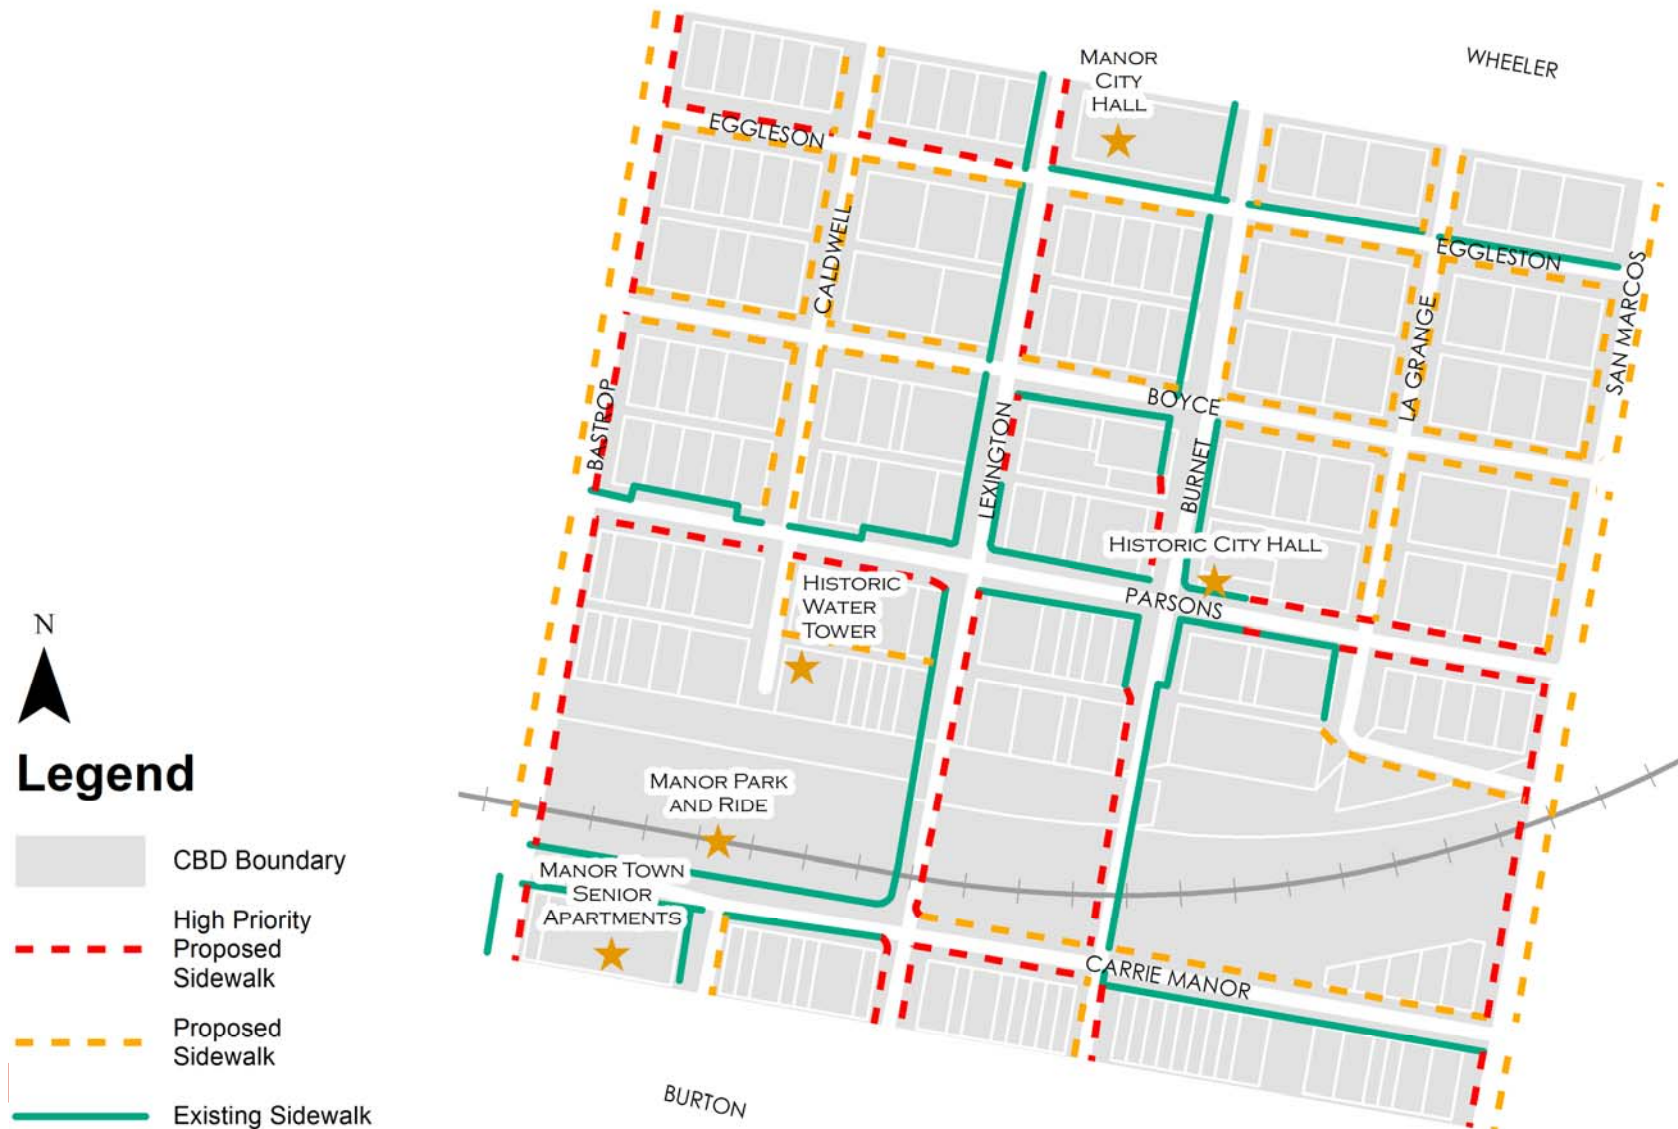 WHEELER
MANOR
CITY
HALL
EGGLESON
CALDWELL
EGGLESTON
SAN MARCOS
LA GRANGE
BOYCE
BASTROP
LEXINGTON
BURNET
HISTORIC CITY HALL
PARSONS
HISTORIC
WATER
TOWER
N
MANOR PARK
AND RIDE
MANOR TOWN
SENIOR
APARTMENTS
CARRIE MANOR
BURTON
Legend
CBD Boundary
High Priority
Proposed
Sidewalk
Proposed
Sidewalk
Existing Sidewalk